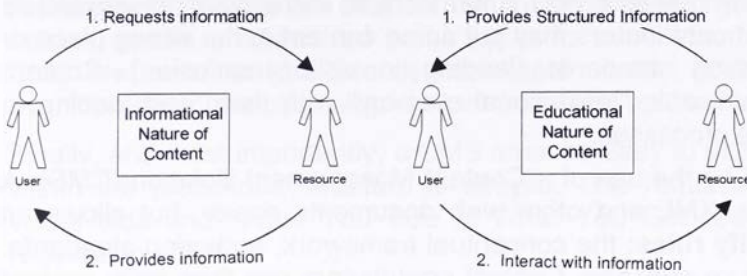 1. Requests information
Informational
Nature of
Content
User
Resource
2. Provides information
1. Provides Structured Information
Educational
Nature of
Content
User
Resource
2. Interact with information